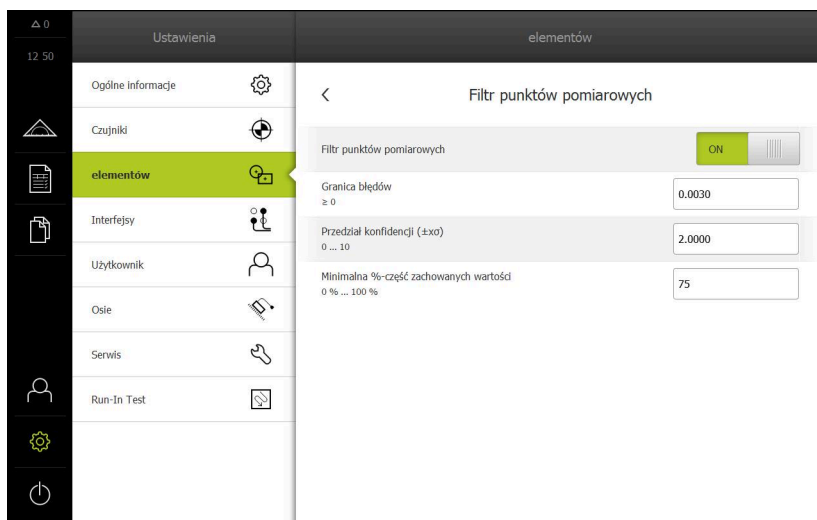 △ 0
12 50
Ustawienia
elementów
Ogólne informacje
Czujniki
elementów
Interfejsy
Użytkownik
Osie
Serwis
Run-In Test
Filtr punktów pomiarowych
Filtr punktów pomiarowych
ON
Granica błędów
≥ 0
0.0030
Przedział konfidencji (±xσ)
0 ... 10
2.0000
Minimalna %-część zachowanych wartości
0 % ... 100 %
75